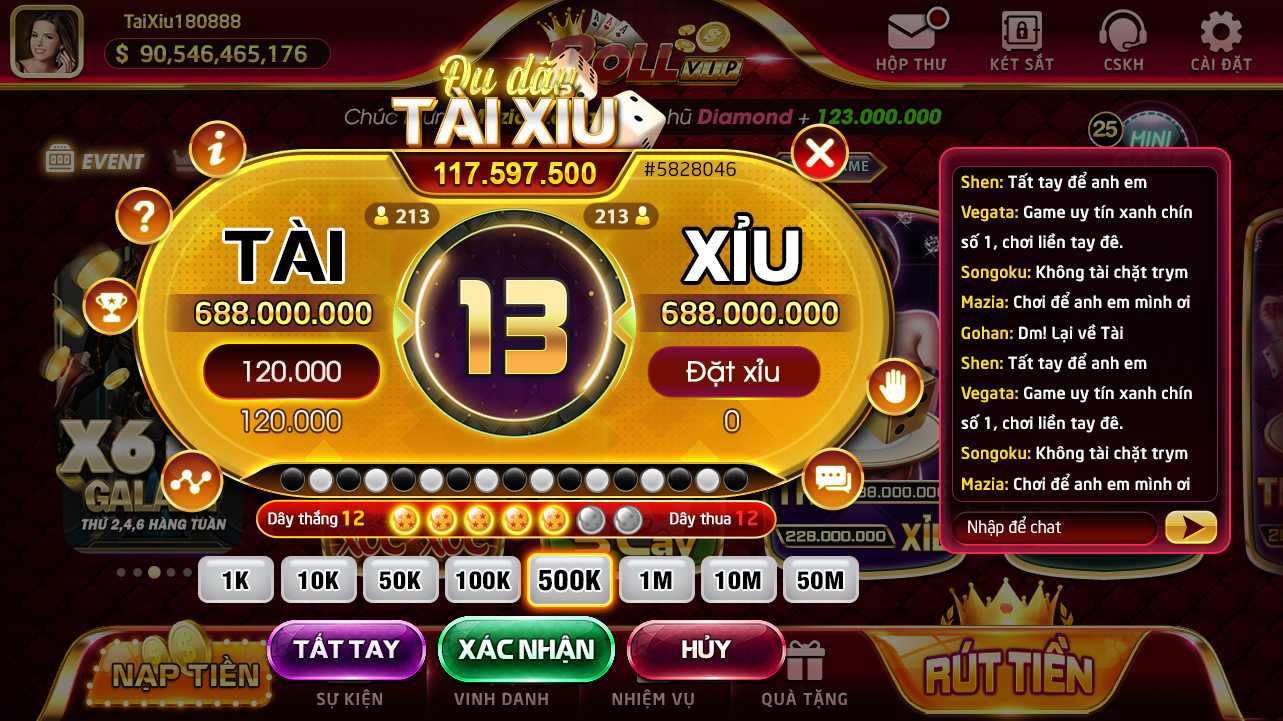 TaiXiu180888
$ 90,546,465,176
ROLL
VIP
HỘP THƯ
KÉT SẮT
CSKH
CÀI ĐẶT
Đu dây
TÀI XỈU
Chúc
hũ Diamond + 123.000.000
EVENT
25
MINI
117.597.500
#5828046
213
213
TÀI
XỈU
13
688.000.000
688.000.000
120.000
Đặt xỉu
120.000
0
Dây thắng 12
Dây thua 12
1K
10K
50K
100K
500K
1M
10M
50M
TẤT TAY
XÁC NHẬN
HỦY
Shen: Tất tay để anh em
Vegata: Game uy tín xanh chín
số 1, chơi liền tay đê.
Songoku: Không tài chặt trym
Mazia: Chơi để anh em mình ơi
Gohan: Dm! Lại về Tài
Shen: Tất tay để anh em
Vegata: Game uy tín xanh chín
số 1, chơi liền tay đê.
Songoku: Không tài chặt trym
Mazia: Chơi để anh em mình ơi
Nhập để chat
X6
THỨ 2,4,6 HÀNG TUẦN
228.000.000
NẠP TIỀN
SỰ KIỆN
VINH DANH
NHIỆM VỤ
QUÀ TẶNG
RÚT TIỀN